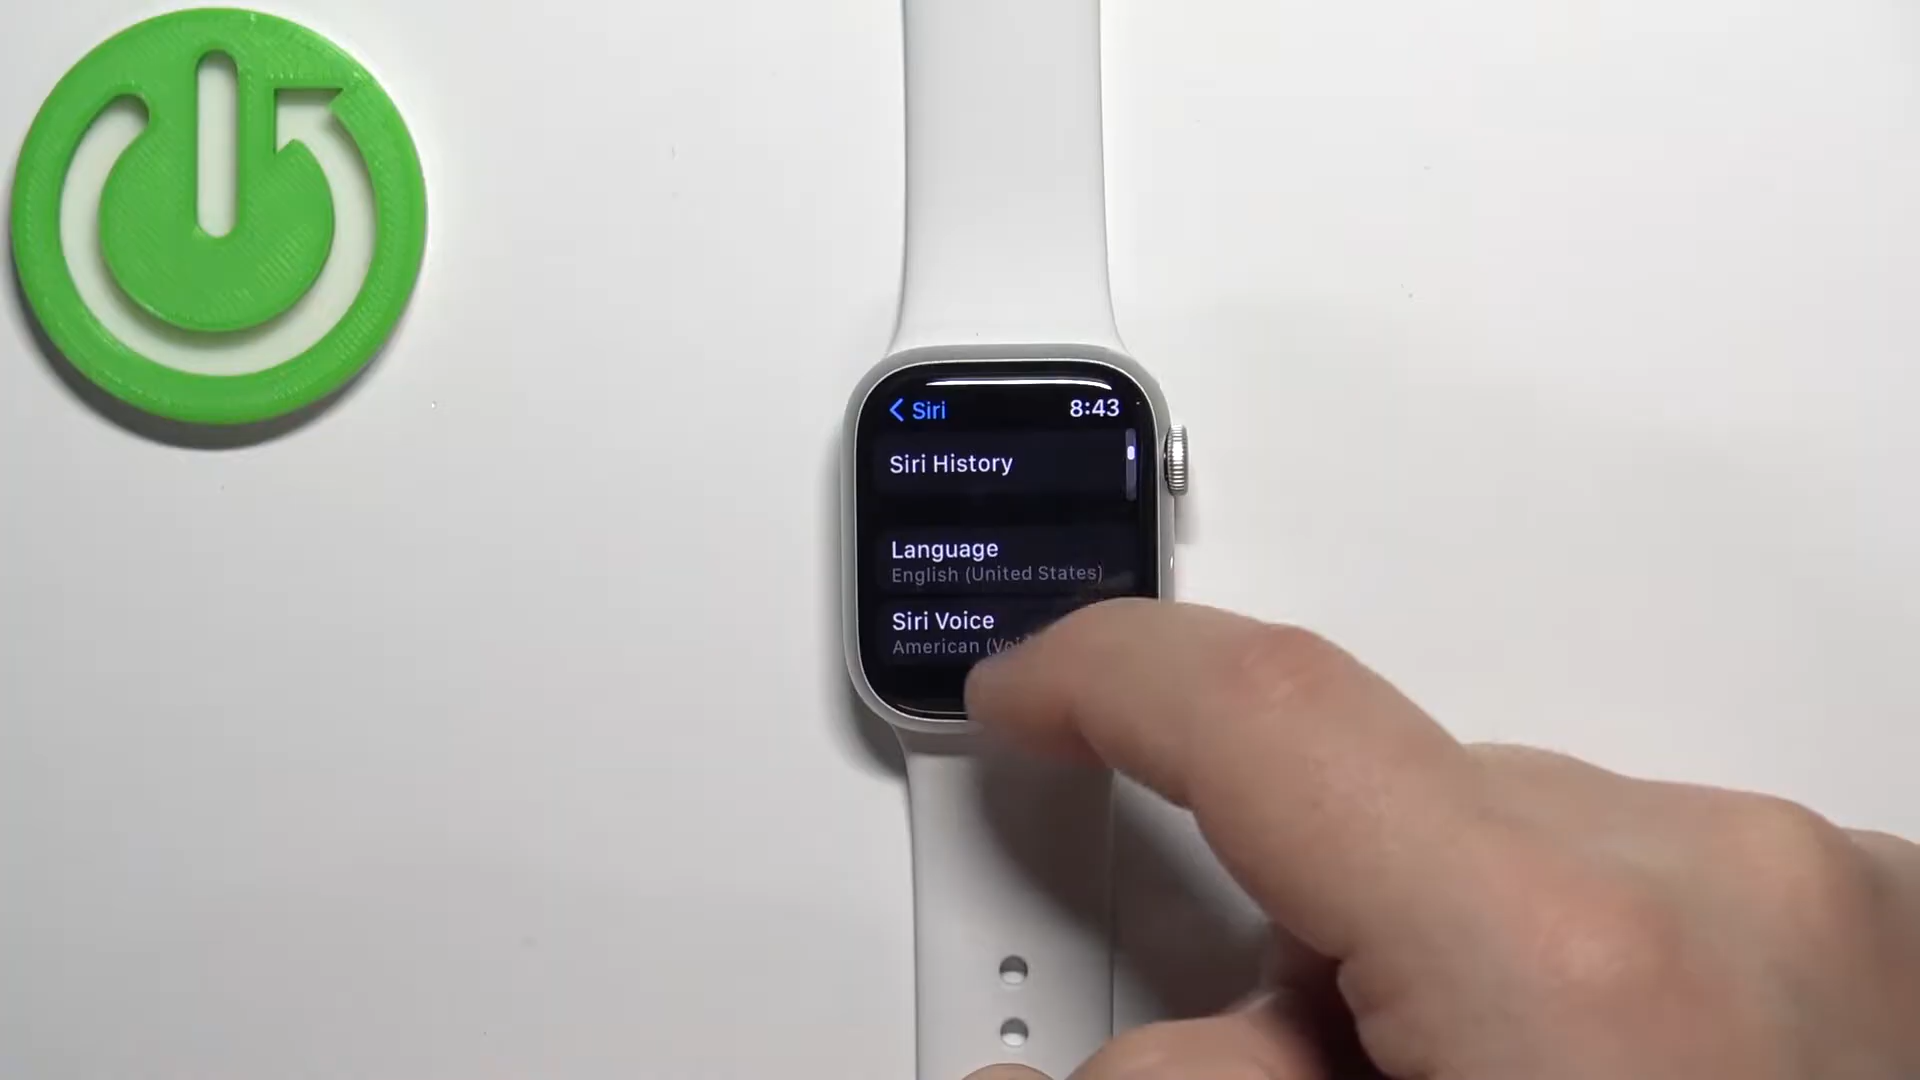 Siri
8:43
Siri History
Language
English (United States)
Siri Voice
American